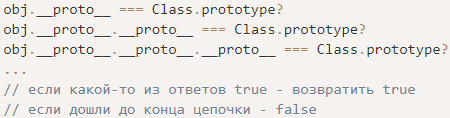 obj.__proto__ === Class.prototype?
obj.__proto__.__proto__ === Class.prototype?
obj.__proto__.__proto__.__proto__ === Class.prototype?
...
// если какой-то из ответов true - возвратить true
// если дошли до конца цепочки - false